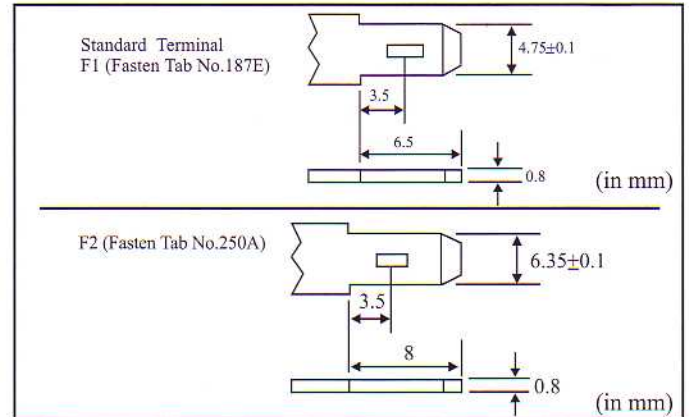 Standard Terminal
F1 (Fasten Tab No.187E)
4.75±0.1
3.5
6.5
0.8
(in mm)
F2 (Fasten Tab No.250A)
6.35±0.1
3.5
8
0.8
(in mm)